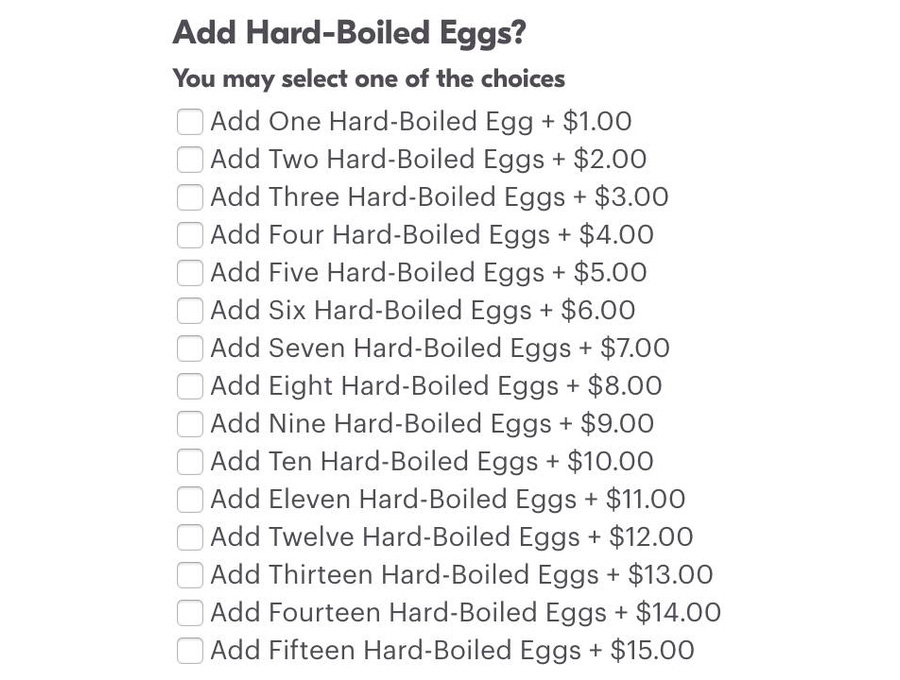 Add Hard-Boiled Eggs?
You may select one of the choices
Add One Hard-Boiled Egg + $1.00
Add Two Hard-Boiled Eggs + $2.00
Add Three Hard-Boiled Eggs + $3.00
Add Four Hard-Boiled Eggs + $4.00
Add Five Hard-Boiled Eggs + $5.00
Add Six Hard-Boiled Eggs + $6.00
Add Seven Hard-Boiled Eggs + $7.00
Add Eight Hard-Boiled Eggs + $8.00
Add Nine Hard-Boiled Eggs + $9.00
Add Ten Hard-Boiled Eggs + $10.00
Add Eleven Hard-Boiled Eggs + $11.00
Add Twelve Hard-Boiled Eggs + $12.00
Add Thirteen Hard-Boiled Eggs + $13.00
Add Fourteen Hard-Boiled Eggs + $14.00
Add Fifteen Hard-Boiled Eggs + $15.00